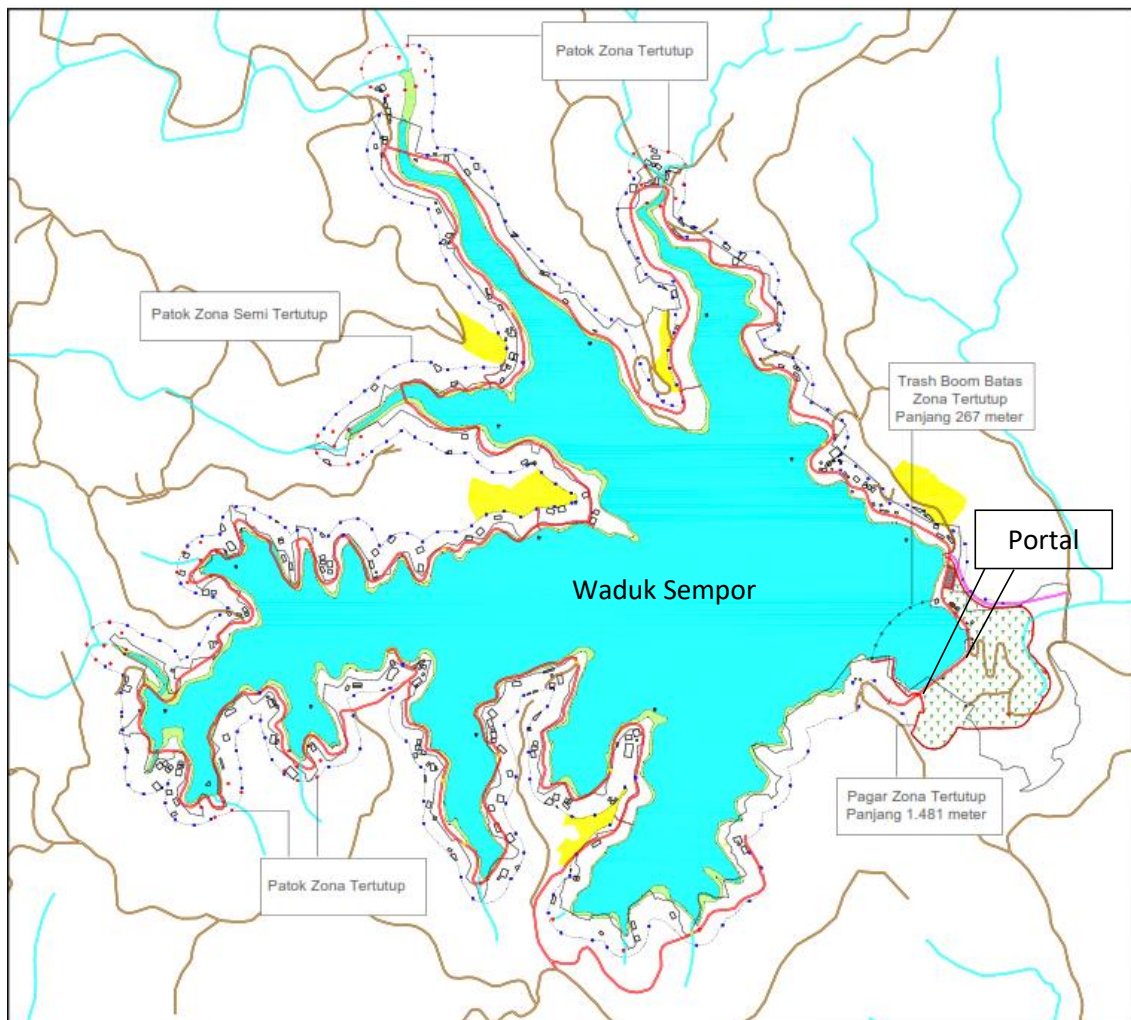 Patok Zona Tertutup
Patok Zona Semi Tertutup
Trash Boom Batas
Zona Tertutup
Panjang 267 meter
Portal
Waduk Sempor
Pagar Zona Tertutup
Panjang 1.481 meter
Patok Zona Tertutup